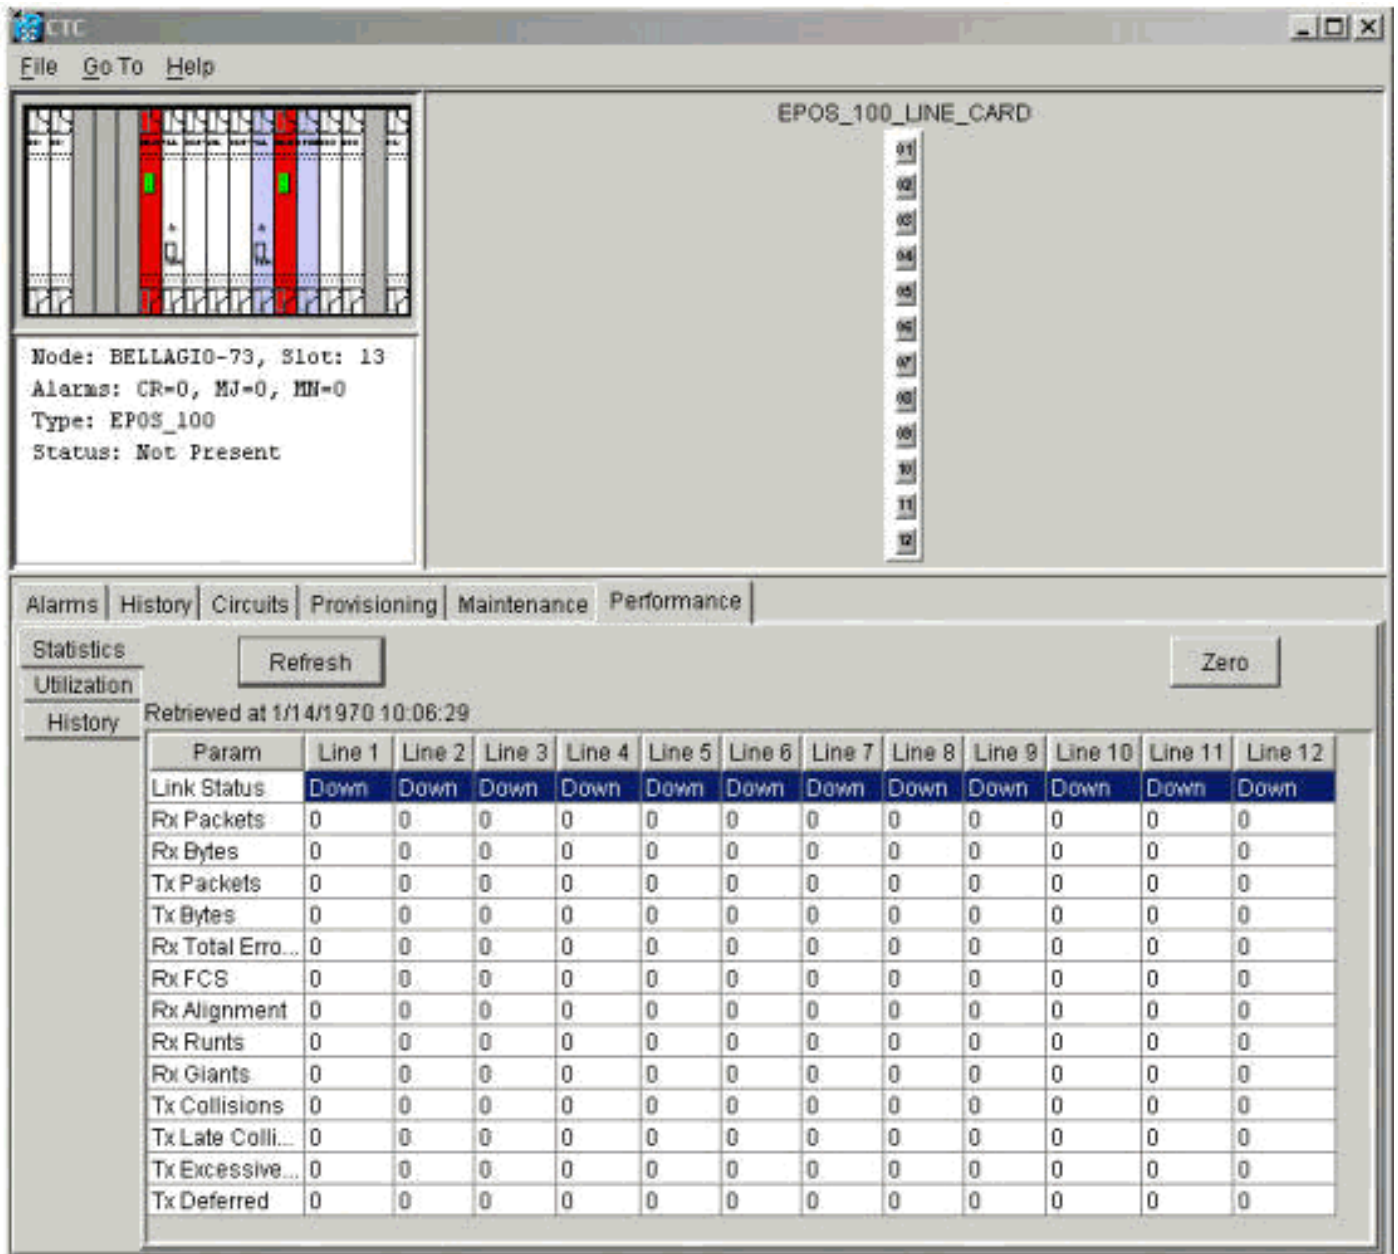 CTC
File Go To Help
EPOS_100_LINE_CARD
01
02
03
04
05
06
07
08
09
10
11
12
Node: BELLAGIO-73, Slot: 13
Alarms: CR=0, MJ=0, MN=0
Type: EPOS_100
Status: Not Present
Alarms History Circuits Provisioning Maintenance Performance
Statistics
Utilization
History
Refresh Zero
Retrieved at 1/14/1970 10:06:29
Param Line 1 Line 2 Line 3 Line 4 Line 5 Line 6 Line 7 Line 8 Line 9 Line 10 Line 11 Line 12
Link Status Down Down Down Down Down Down Down Down Down Down Down Down
Rx Packets 0 0 0 0 0 0 0 0 0 0 0 0
Rx Bytes 0 0 0 0 0 0 0 0 0 0 0 0
Tx Packets 0 0 0 0 0 0 0 0 0 0 0 0
Tx Bytes 0 0 0 0 0 0 0 0 0 0 0 0
Rx Total Erro... 0 0 0 0 0 0 0 0 0 0 0 0
Rx FCS 0 0 0 0 0 0 0 0 0 0 0 0
Rx Alignment 0 0 0 0 0 0 0 0 0 0 0 0
Rx Runts 0 0 0 0 0 0 0 0 0 0 0 0
Rx Giants 0 0 0 0 0 0 0 0 0 0 0 0
Tx Collisions 0 0 0 0 0 0 0 0 0 0 0 0
Tx Late Colli... 0 0 0 0 0 0 0 0 0 0 0 0
Tx Excessive... 0 0 0 0 0 0 0 0 0 0 0 0
Tx Deferred 0 0 0 0 0 0 0 0 0 0 0 0